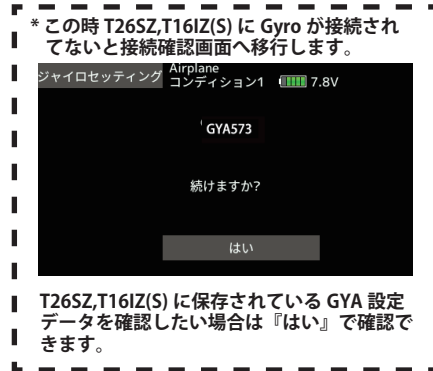 * この時 T26SZ,T16IZ(S) に Gyro が接続され
てないと接続確認画面へ移行します。
ジャイロセッティング
Airplane
コンディション1 7.8V
GYA573
続けますか?
はい
T26SZ,T16IZ(S) に保存されている GYA 設定
データを確認したい場合は『はい』で確認で
きます。